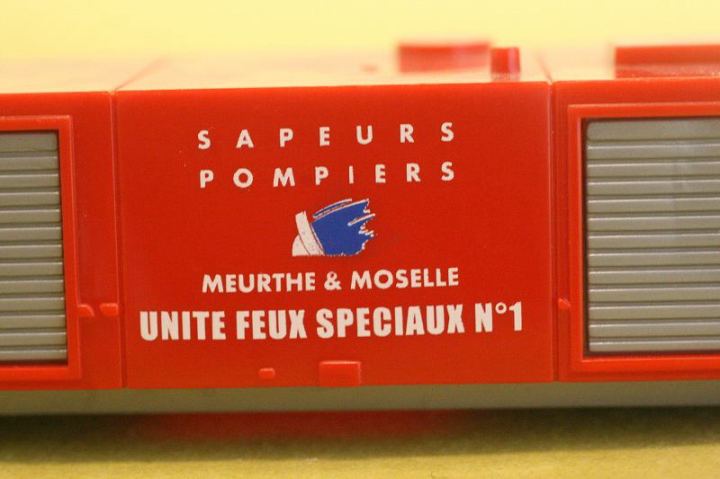 SAPEURS
POMPIERS
MEURTHE & MOSELLE
UNITE FEUX SPECIAUX N°1